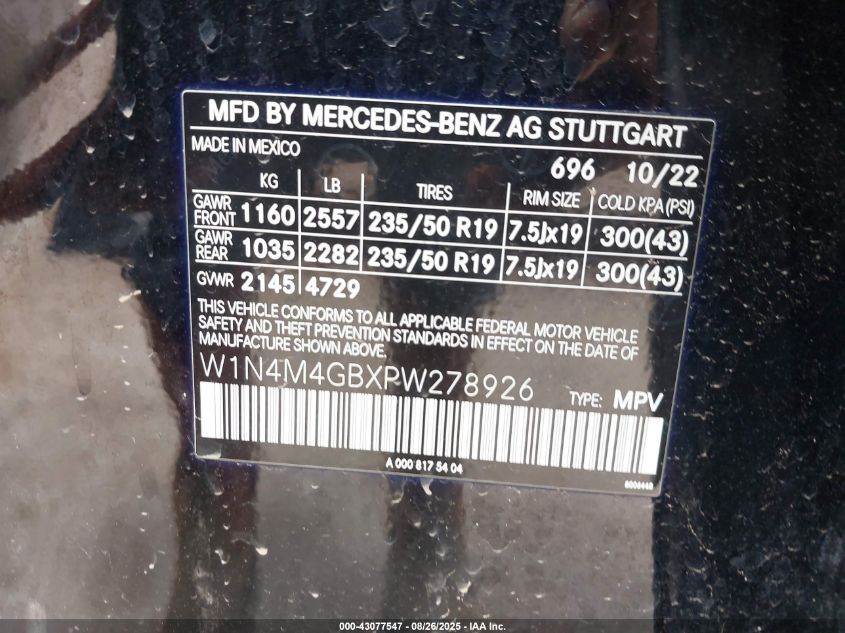 MFD BY MERCEDES-BENZ AG STUTTGART
MADE IN MEXICO 696 10/22
KG LB TIRES RIM SIZE COLD KPA (PSI)
GAWR FRONT 1160 2557 235/50 R19 7.5Jx19 300(43)
GAWR REAR 1035 2282 235/50 R19 7.5Jx19 300(43)
GVWR 2145 4729
THIS VEHICLE CONFORMS TO ALL APPLICABLE FEDERAL MOTOR VEHICLE
SAFETY AND THEFT PREVENTION STANDARDS IN EFFECT ON THE DATE OF
MANUFACTURE SHOWN ABOVE.
W1N4M4GBXPW278926 TYPE: MPV
A 000 817 54 04
000-43077547 - 08/26/2025 - IAA Inc.